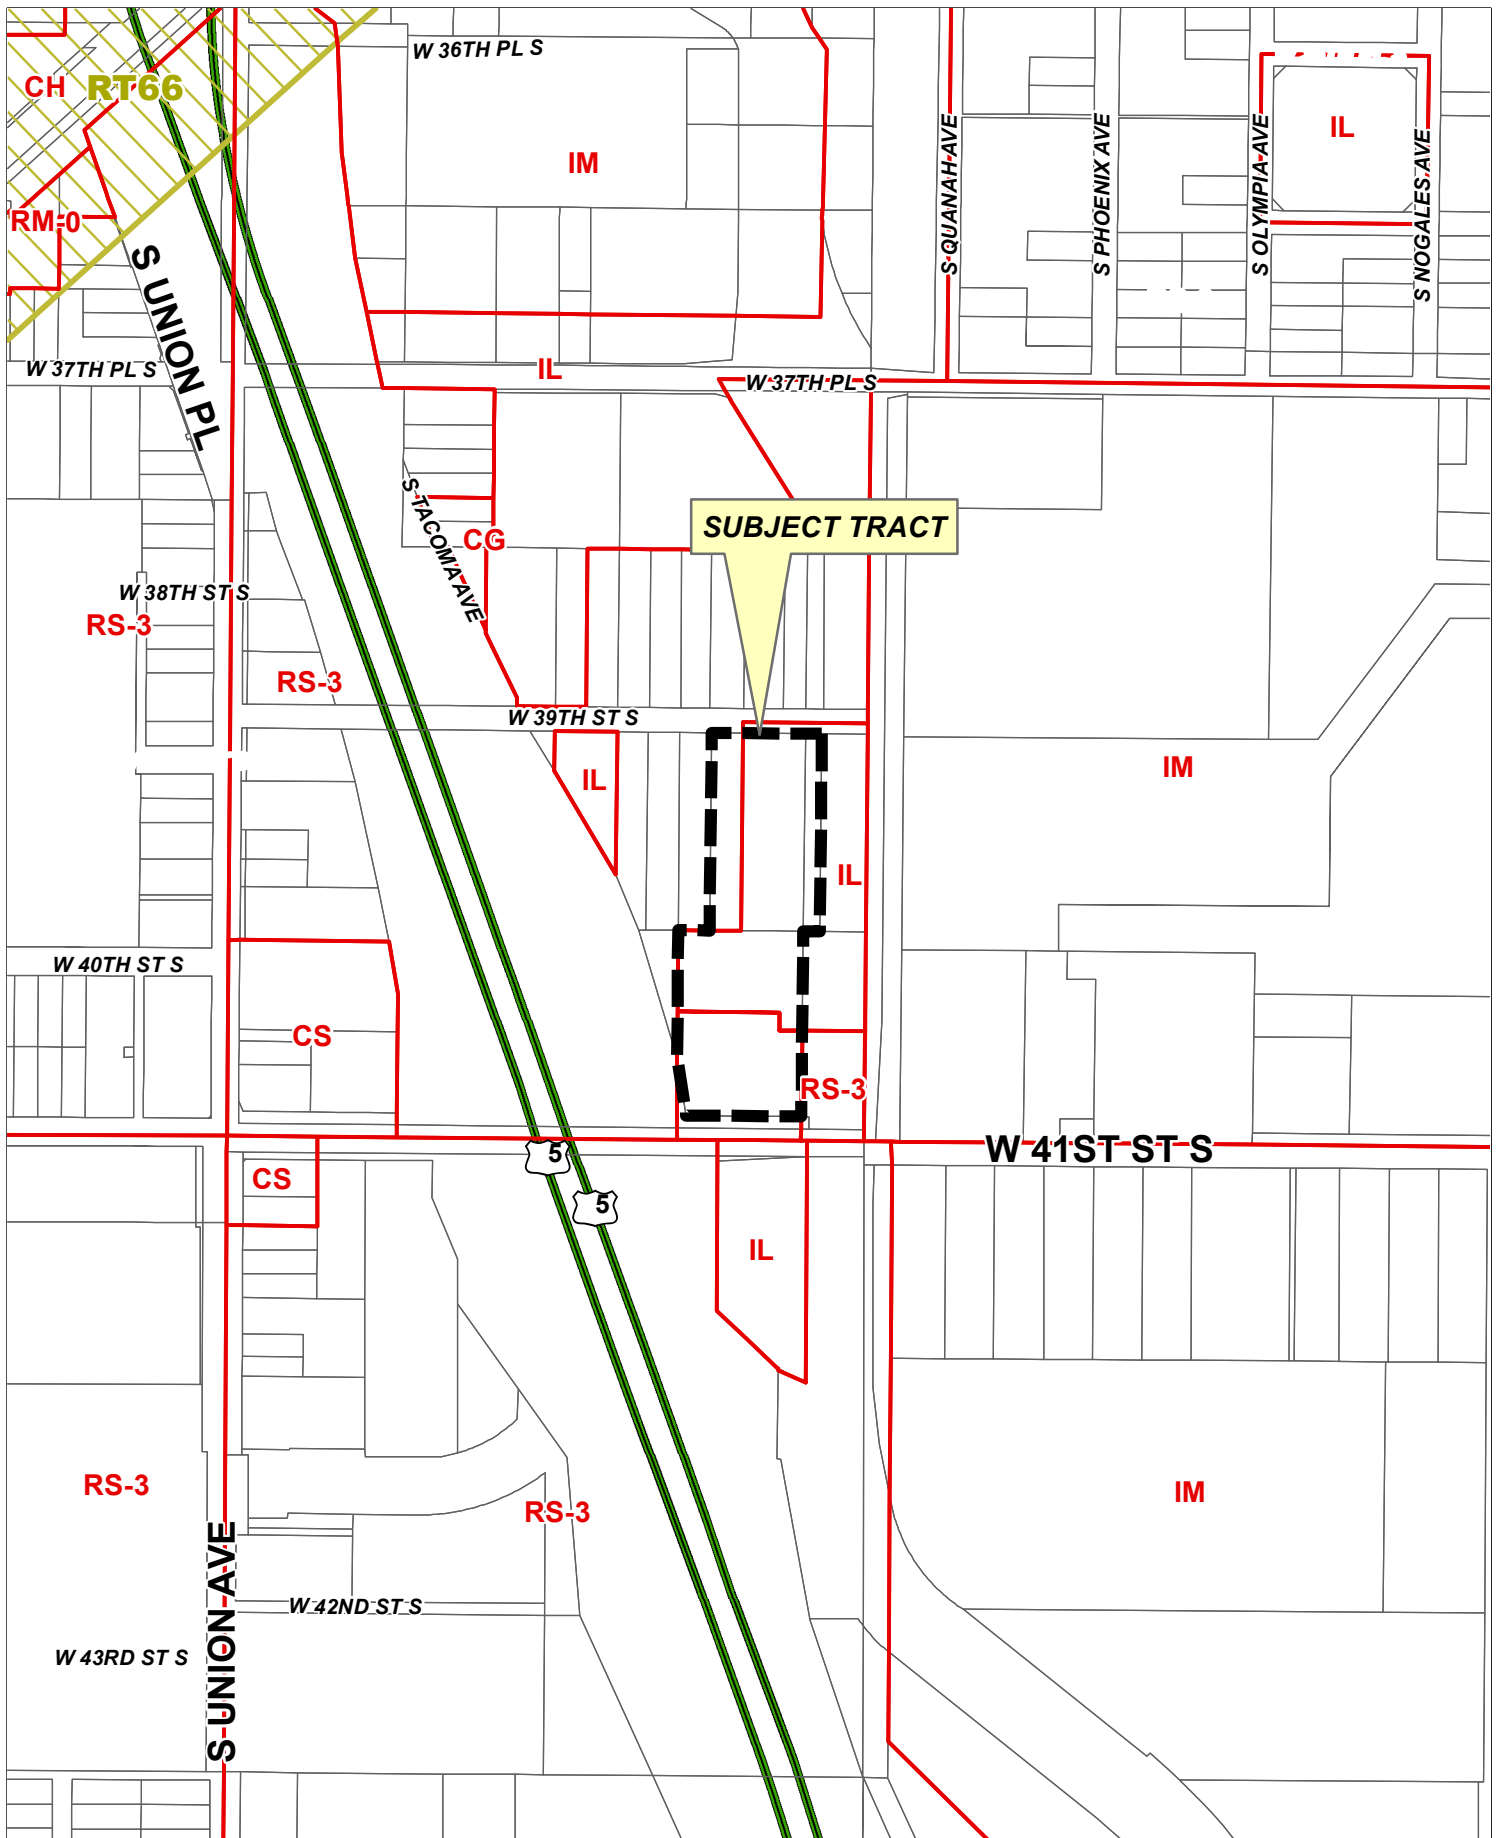 W 36TH PL S
CH
RT66
IM
IL
S QUANAH AVE
S PHOENIX AVE
S OLYMPIA AVE
S NOGALES AVE
RM-0
S UNION PL
W 37TH PL S
IL
W 37TH PL S
S TACOMA AVE
SUBJECT TRACT
CG
W 38TH ST S
RS-3
RS-3
W 39TH ST S
IL
IM
IL
W 40TH ST S
CS
RS-3
W 41ST ST S
5
CS
5
IL
RS-3
RS-3
IM
S UNION AVE
W 42ND ST S
W 43RD ST S